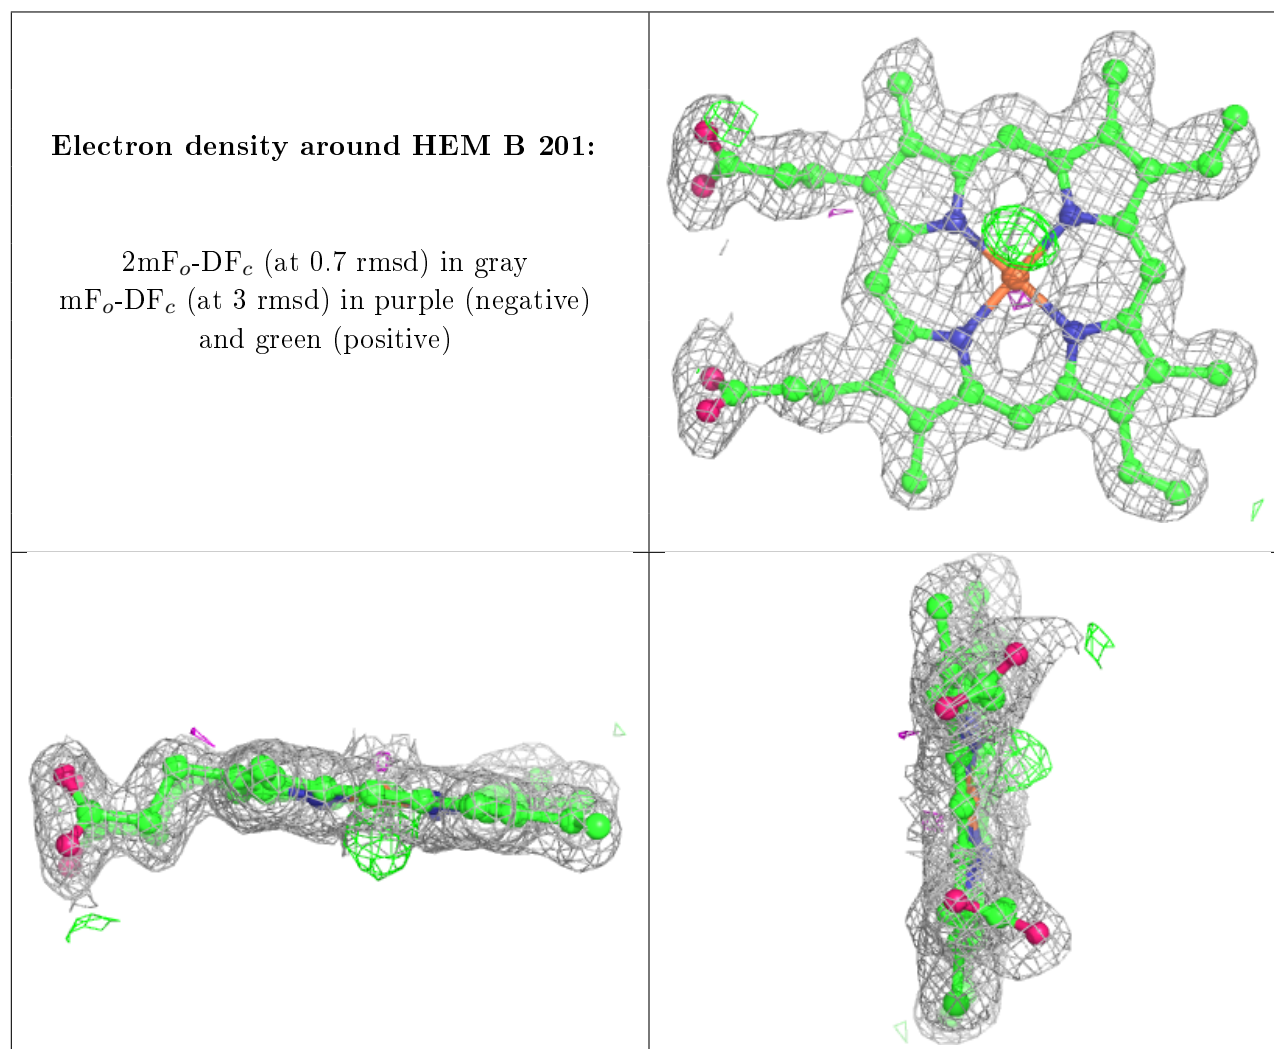 Electron density around HEM B 201:
2mFo-DFc (at 0.7 rmsd) in gray
mFo-DFc (at 3 rmsd) in purple (negative)
and green (positive)